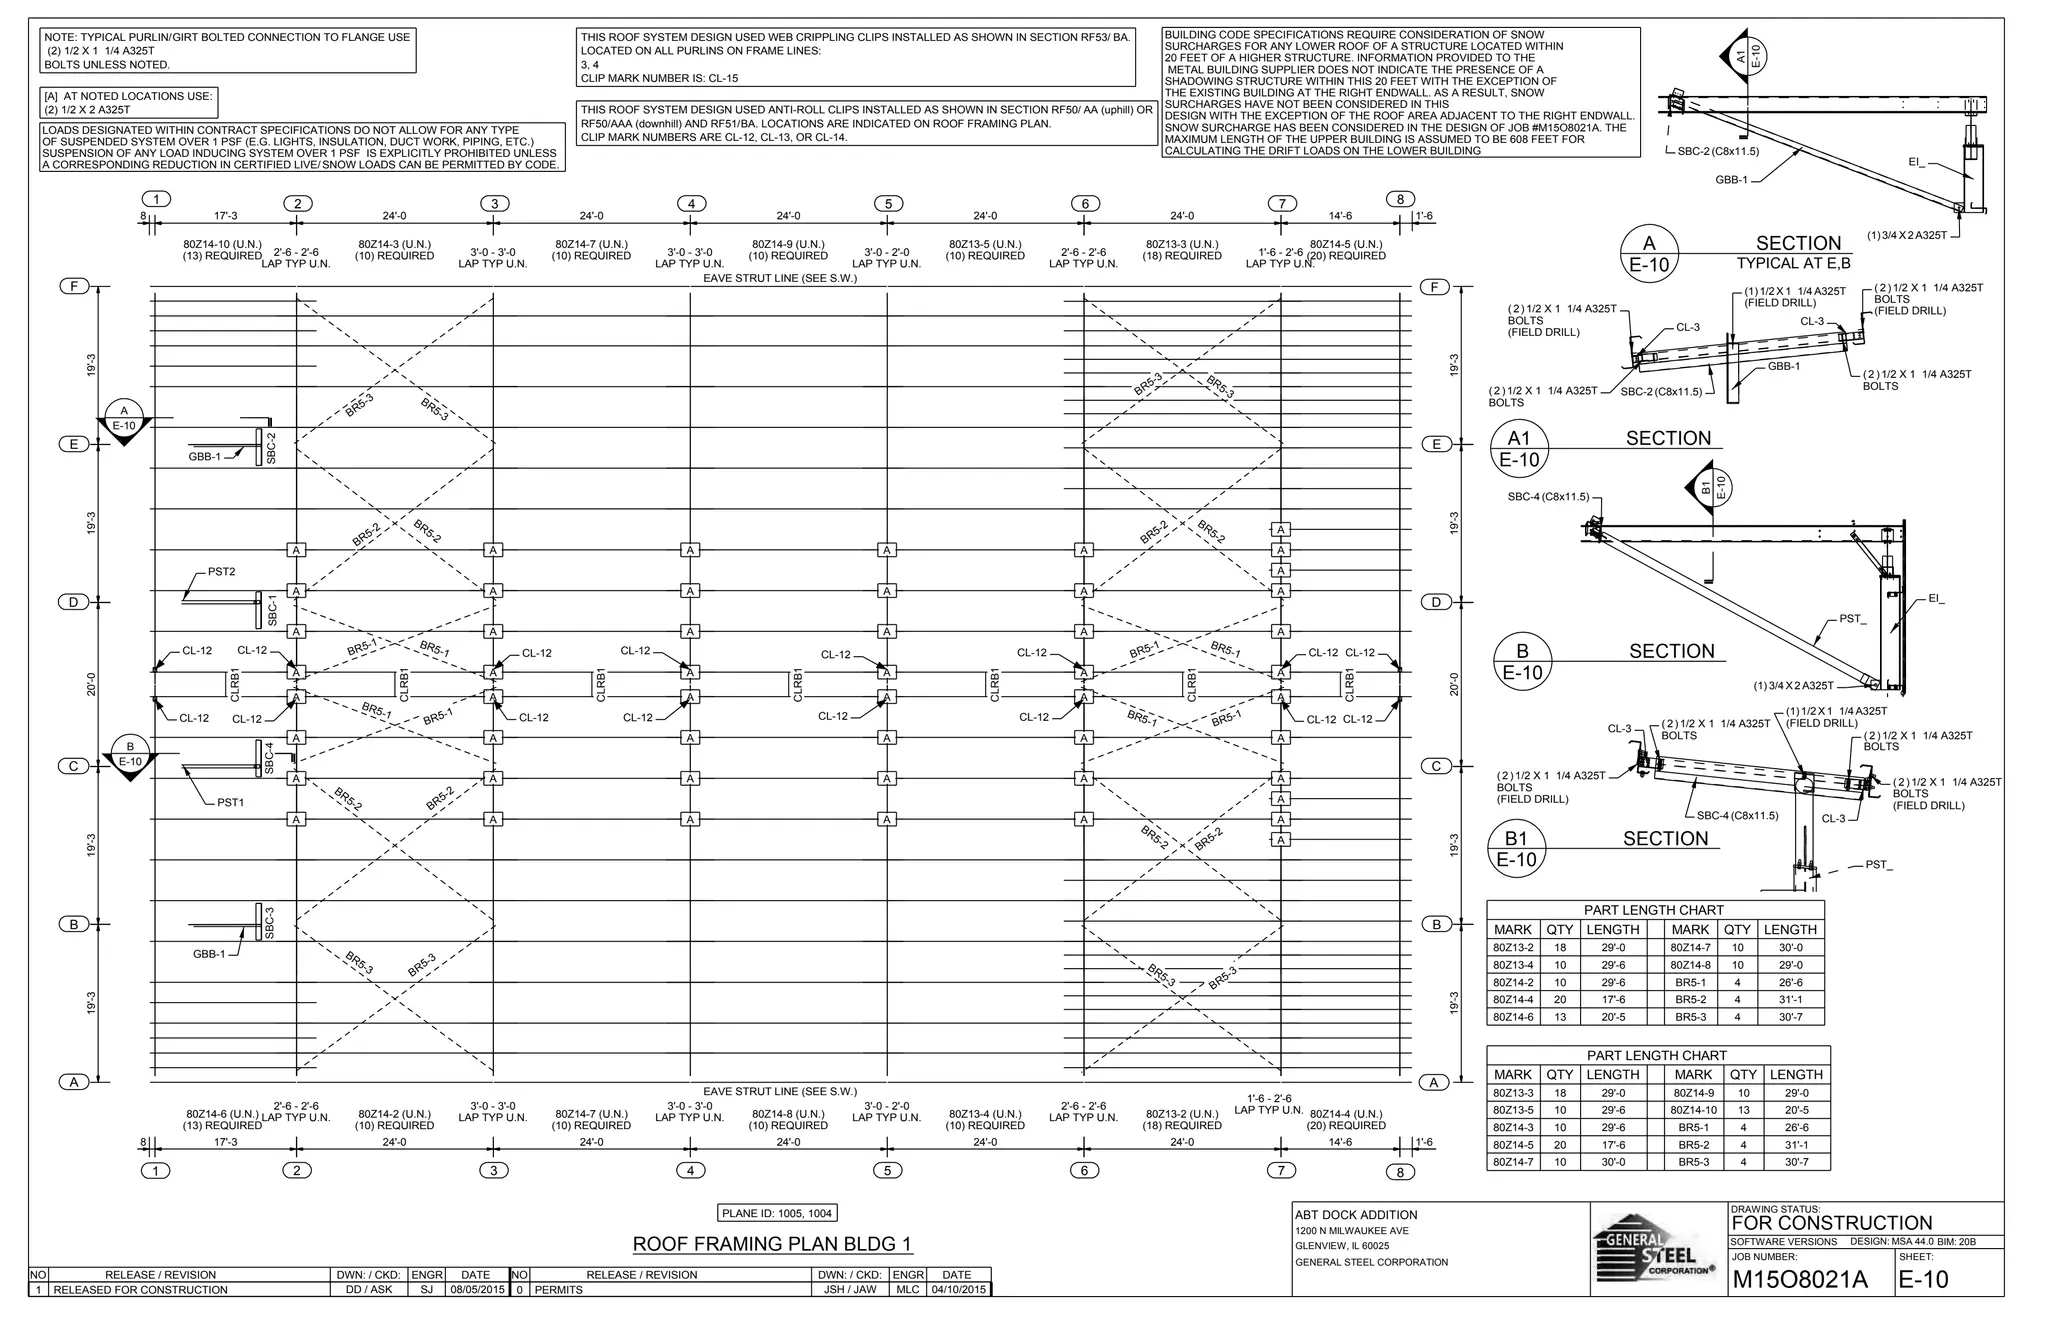 NOTE: TYPICAL PURLIN/GIRT BOLTED CONNECTION TO FLANGE USE
(2) 1/2 X 1 1/4 A325T
BOLTS UNLESS NOTED.
[A] AT NOTED LOCATIONS USE:
(2) 1/2 X 2 A325T
LOADS DESIGNATED WITHIN CONTRACT SPECIFICATIONS DO NOT ALLOW FOR ANY TYPE
OF SUSPENDED SYSTEM OVER 1 PSF (E.G. LIGHTS, INSULATION, DUCT WORK, PIPING, ETC.)
SUSPENSION OF ANY LOAD INDUCING SYSTEM OVER 1 PSF IS EXPLICITLY PROHIBITED UNLESS
A CORRESPONDING REDUCTION IN CERTIFIED LIVE/SNOW LOADS CAN BE PERMITTED BY CODE.
THIS ROOF SYSTEM DESIGN USED WEB CRIPPLING CLIPS INSTALLED AS SHOWN IN SECTION RF53/ BA.
LOCATED ON ALL PURLINS ON FRAME LINES:
3, 4
CLIP MARK NUMBER IS: CL-15
THIS ROOF SYSTEM DESIGN USED ANTI-ROLL CLIPS INSTALLED AS SHOWN IN SECTION RF50/ AA (uphill) OR
RF50/AAA (downhill) AND RF51/BA. LOCATIONS ARE INDICATED ON ROOF FRAMING PLAN.
CLIP MARK NUMBERS ARE CL-12, CL-13, OR CL-14.
BUILDING CODE SPECIFICATIONS REQUIRE CONSIDERATION OF SNOW
SURCHARGES FOR ANY LOWER ROOF OF A STRUCTURE LOCATED WITHIN
20 FEET OF A HIGHER STRUCTURE. INFORMATION PROVIDED TO THE
METAL BUILDING SUPPLIER DOES NOT INDICATE THE PRESENCE OF A
SHADOWING STRUCTURE WITHIN THIS 20 FEET WITH THE EXCEPTION OF
THE EXISTING BUILDING AT THE RIGHT ENDWALL. AS A RESULT, SNOW
SURCHARGES HAVE NOT BEEN CONSIDERED IN THIS
DESIGN WITH THE EXCEPTION OF THE ROOF AREA ADJACENT TO THE RIGHT ENDWALL.
SNOW SURCHARGE HAS BEEN CONSIDERED IN THE DESIGN OF JOB #M15O8021A. THE
MAXIMUM LENGTH OF THE UPPER BUILDING IS ASSUMED TO BE 608 FEET FOR
CALCULATING THE DRIFT LOADS ON THE LOWER BUILDING
1 2 3 4 5 6 7 8
8 17'-3 24'-0 24'-0 24'-0 24'-0 24'-0 14'-6 1'-6
80Z14-10 (U.N.) 80Z14-3 (U.N.) 80Z14-7 (U.N.) 80Z14-9 (U.N.) 80Z13-5 (U.N.) 80Z13-3 (U.N.) 80Z14-5 (U.N.)
(13) REQUIRED (10) REQUIRED (10) REQUIRED (10) REQUIRED (10) REQUIRED (18) REQUIRED (20) REQUIRED
2'-6 - 2'-6 3'-0 - 3'-0 3'-0 - 3'-0 3'-0 - 2'-0 2'-6 - 2'-6 1'-6 - 2'-6
LAP TYP U.N. LAP TYP U.N. LAP TYP U.N. LAP TYP U.N. LAP TYP U.N. LAP TYP U.N.
EAVE STRUT LINE (SEE S.W.)
F F
19'-3 19'-3
BR5-3 BR5-3 BR5-3 BR5-3
A
E-10
E E
GBB-1 SBC-2
19'-3 19'-3
BR5-2 BR5-2 BR5-2 BR5-2
A
A A A A A A
A
A A A A A A
PST2 SBC-1
D D
A A A A A A
BR5-1 BR5-1 BR5-1 BR5-1
CL-12 CL-12 CL-12 CL-12 CL-12 CL-12 CL-12 CL-12
A A A A A A
20'-0 CLRB1 CLRB1 CLRB1 CLRB1 CLRB1 CLRB1 CLRB1 20'-0
A A A A A A
CL-12 CL-12 CL-12 CL-12 CL-12 CL-12 CL-12 CL-12
BR5-1 BR5-1 BR5-1 BR5-1
A A A A A A
B
E-10
SBC-4
C C
A A A A A A
PST1
BR5-2 BR5-2
A
A A A A A A
BR5-2 BR5-2
A
19'-3 19'-3
B B
SBC-3
GBB-1
BR5-3 BR5-3 BR5-3 BR5-3
19'-3 19'-3
A A
EAVE STRUT LINE (SEE S.W.)
2'-6 - 2'-6 3'-0 - 3'-0 3'-0 - 3'-0 3'-0 - 2'-0 2'-6 - 2'-6 1'-6 - 2'-6
LAP TYP U.N. LAP TYP U.N. LAP TYP U.N. LAP TYP U.N. LAP TYP U.N. LAP TYP U.N.
80Z14-6 (U.N.) 80Z14-2 (U.N.) 80Z14-7 (U.N.) 80Z14-8 (U.N.) 80Z13-4 (U.N.) 80Z13-2 (U.N.) 80Z14-4 (U.N.)
(13) REQUIRED (10) REQUIRED (10) REQUIRED (10) REQUIRED (10) REQUIRED (18) REQUIRED (20) REQUIRED
8 17'-3 24'-0 24'-0 24'-0 24'-0 24'-0 14'-6 1'-6
1 2 3 4 5 6 7 8
PLANE ID: 1005, 1004
ROOF FRAMING PLAN BLDG 1
A1
E-10
SBC-2 (C8x11.5)
GBB-1
EI_
(1) 3/4 X 2 A325T
A
E-10
SECTION
TYPICAL AT E,B
(1) 1/2 X 1 1/4 A325T
(FIELD DRILL)
(2) 1/2 X 1 1/4 A325T
BOLTS
(FIELD DRILL)
(2) 1/2 X 1 1/4 A325T
BOLTS
(FIELD DRILL)
CL-3
CL-3
GBB-1
(2) 1/2 X 1 1/4 A325T
BOLTS
SBC-2 (C8x11.5)
(2) 1/2 X 1 1/4 A325T
BOLTS
A1
E-10
SECTION
B1
E-10
SBC-4 (C8x11.5)
EI_
PST_
(1) 3/4 X 2 A325T
B
E-10
SECTION
(1) 1/2 X 1 1/4 A325T
(FIELD DRILL)
CL-3
(2) 1/2 X 1 1/4 A325T
BOLTS
(2) 1/2 X 1 1/4 A325T
BOLTS
(2) 1/2 X 1 1/4 A325T
BOLTS
(FIELD DRILL)
(2) 1/2 X 1 1/4 A325T
BOLTS
(FIELD DRILL)
SBC-4 (C8x11.5)
CL-3
PST_
B1
E-10
SECTION
PART LENGTH CHART
MARK QTY LENGTH MARK QTY LENGTH
80Z13-2 18 29'-0 80Z14-7 10 30'-0
80Z13-4 10 29'-6 80Z14-8 10 29'-0
80Z14-2 10 29'-6 BR5-1 4 26'-6
80Z14-4 20 17'-6 BR5-2 4 31'-1
80Z14-6 13 20'-5 BR5-3 4 30'-7
PART LENGTH CHART
MARK QTY LENGTH MARK QTY LENGTH
80Z13-3 18 29'-0 80Z14-9 10 29'-0
80Z13-5 10 29'-6 80Z14-10 13 20'-5
80Z14-3 10 29'-6 BR5-1 4 26'-6
80Z14-5 20 17'-6 BR5-2 4 31'-1
80Z14-7 10 30'-0 BR5-3 4 30'-7
NO RELEASE / REVISION DWN: / CKD: ENGR DATE NO RELEASE / REVISION DWN: / CKD: ENGR DATE
1 RELEASED FOR CONSTRUCTION DD / ASK SJ 08/05/2015 0 PERMITS JSH / JAW MLC 04/10/2015
ABT DOCK ADDITION
1200 N MILWAUKEE AVE
GLENVIEW, IL 60025
GENERAL STEEL CORPORATION
GENERAL
STEEL
CORPORATION®
DRAWING STATUS:
FOR CONSTRUCTION
SOFTWARE VERSIONS DESIGN: MSA 44.0 BIM: 20B
JOB NUMBER: SHEET:
M15O8021A E-10